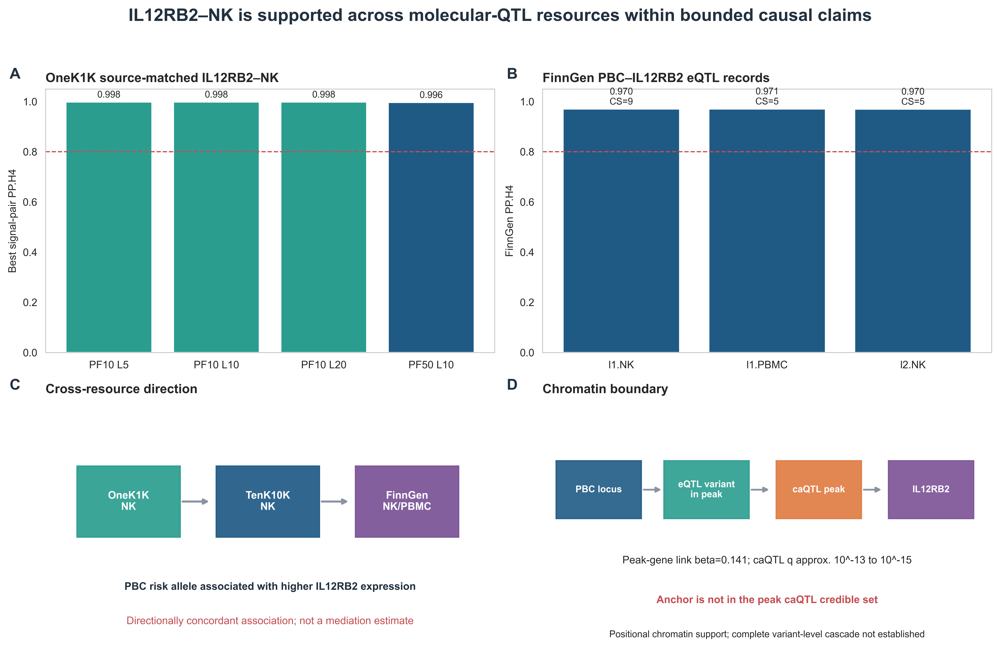 IL12RB2–NK is supported across molecular-QTL resources within bounded causal claims
A
OneK1K source-matched IL12RB2–NK
Best signal-pair PP.H4
1.0
0.8
0.6
0.4
0.2
0.0
0.998
0.998
0.998
0.996
PF10 L5
PF10 L10
PF10 L20
PF50 L10
B
FinnGen PBC–IL12RB2 eQTL records
FinnGen PP.H4
1.0
0.8
0.6
0.4
0.2
0.0
0.970
CS=9
0.971
CS=5
0.970
CS=5
l1.NK
l1.PBMC
l2.NK
C
Cross-resource direction
OneK1K
NK
TenK10K
NK
FinnGen
NK/PBMC
PBC risk allele associated with higher IL12RB2 expression
Directionally concordant association; not a mediation estimate
D
Chromatin boundary
PBC locus
eQTL variant
in peak
caQTL peak
IL12RB2
Peak-gene link beta=0.141; caQTL q approx. 10^-13 to 10^-15
Anchor is not in the peak caQTL credible set
Positional chromatin support; complete variant-level cascade not established